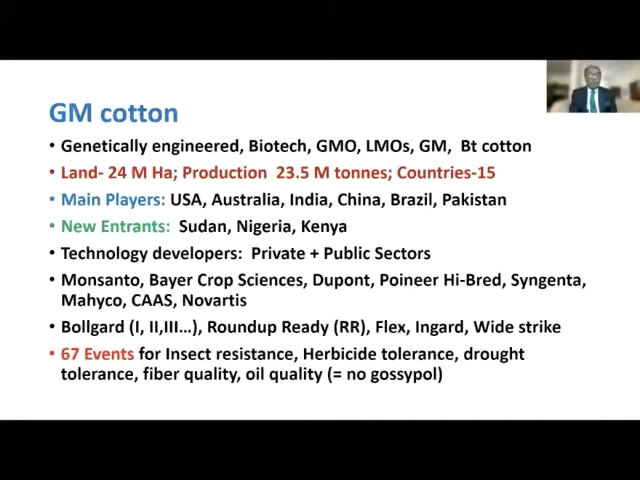 GM cotton
• Genetically engineered, Biotech, GMO, LMOs, GM, Bt cotton
• Land- 24 M Ha; Production 23.5 M tonnes; Countries-15
• Main Players: USA, Australia, India, China, Brazil, Pakistan
• New Entrants: Sudan, Nigeria, Kenya
• Technology developers: Private + Public Sectors
• Monsanto, Bayer Crop Sciences, Dupont, Poineer Hi-Bred, Syngenta,
Mahyco, CAAS, Novartis
• Bollgard (I, II,III...), Roundup Ready (RR), Flex, Ingard, Wide strike
• 67 Events for Insect resistance, Herbicide tolerance, drought
tolerance, fiber quality, oil quality (= no gossypol)